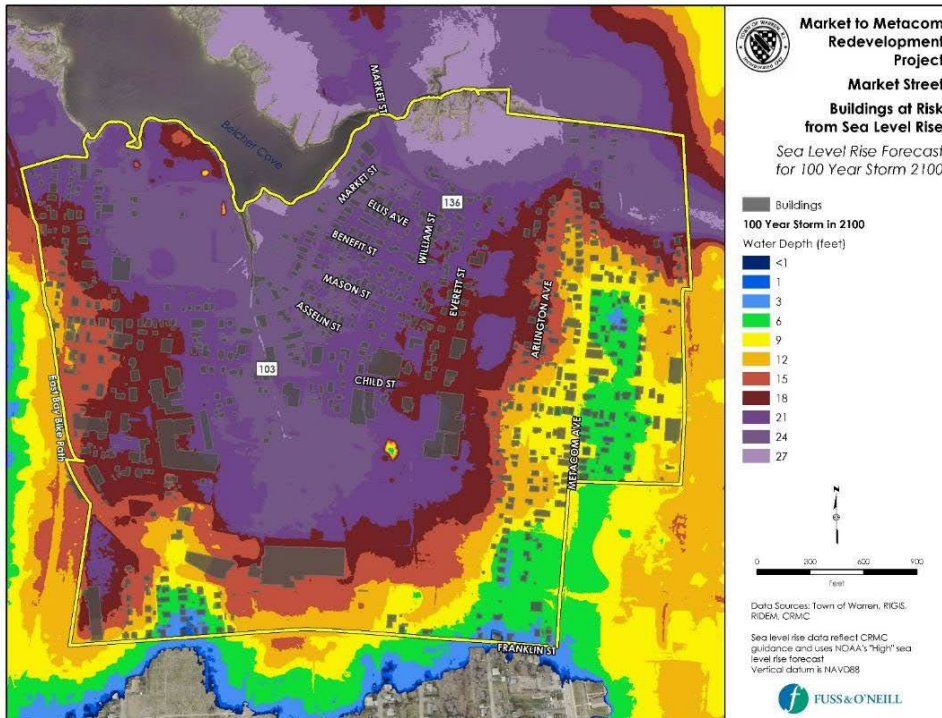 Market to Metacom
Redevelopment
Project
Market Street
Buildings at Risk
from Sea Level Rise
Sea Level Rise Forecast
for 100 Year Storm 2100
Buildings
100 Year Storm in 2100
Water Depth (feet)
<1
1
3
6
9
12
15
18
21
24
27
N
0 300 600 900
Feet
Data Sources: Town of Warren, RIGIS,
RIDEM, CRMC
Sea level rise data reflect CRMC
guidance and uses NOAA's "High" sea
level rise forecast
Vertical datum is NAVD88
FUSS & O'NEILL
MARKET ST
Belcher Cove
MARKET ST
ELLIS AVE
136
BENEFIT ST
WILLIAM ST
MASON ST
EVERETT ST
ASSELIN ST
ARLINGTON AVE
103
CHILD ST
East Bay Bike Path
METACOM AVE
FRANKLIN ST